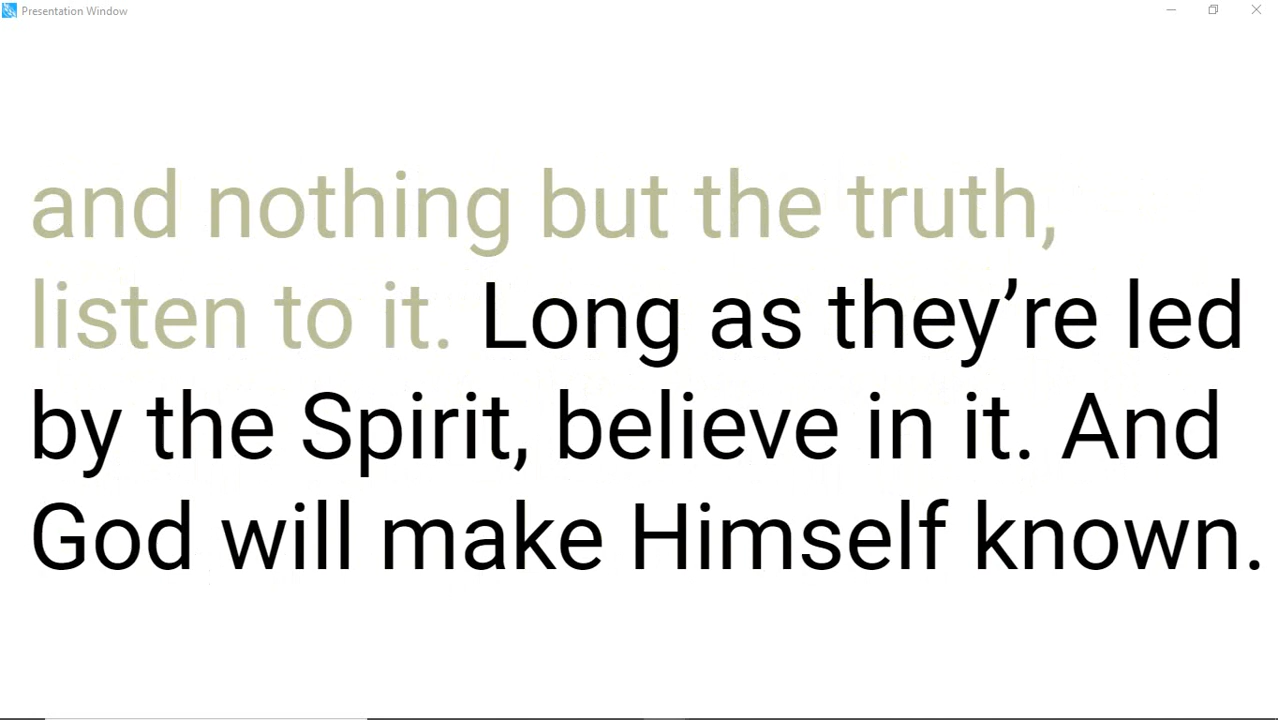 Presentation Window
and nothing but the truth,
listen to it. Long as they’re led
by the Spirit, believe in it. And
God will make Himself known.